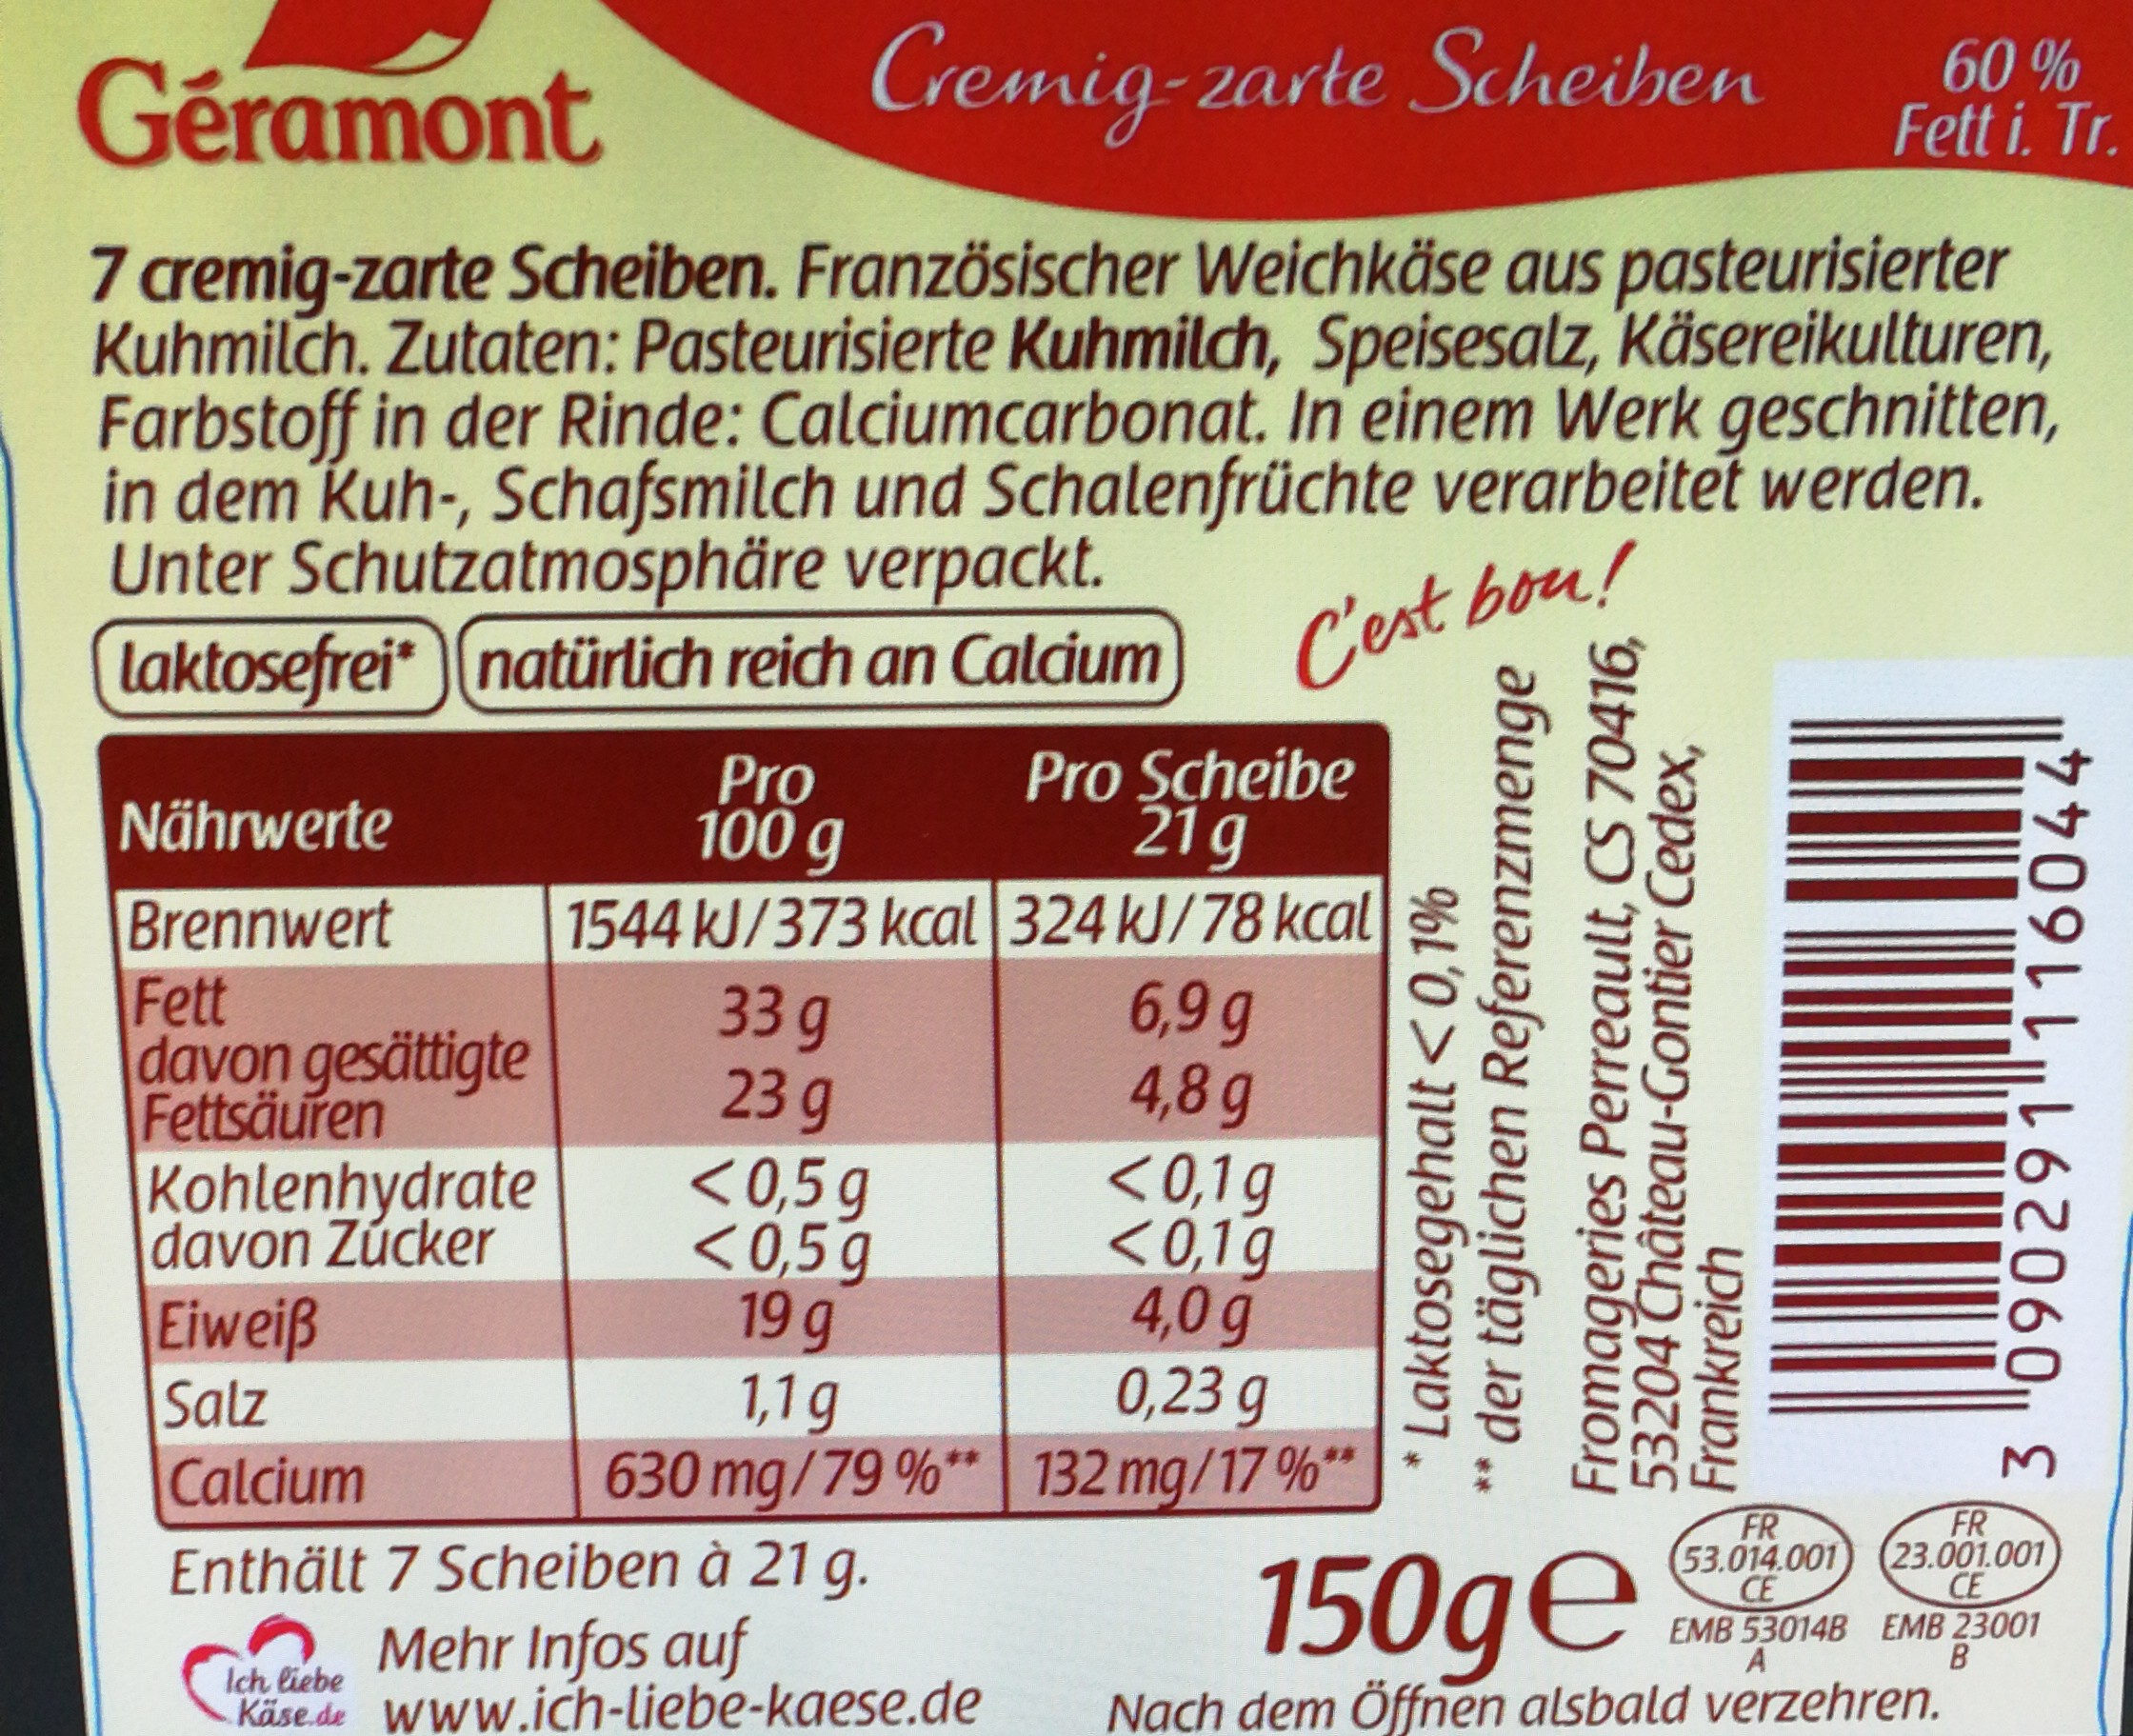 Géramont
Cremig-zarte Scheiben
60 %
Fett i. Tr.
7 cremig-zarte Scheiben. Französischer Weichkäse aus pasteurisierter
Kuhmilch. Zutaten: Pasteurisierte Kuhmilch, Speisesalz, Käsereikulturen,
Farbstoff in der Rinde: Calciumcarbonat. In einem Werk geschnitten,
in dem Kuh-, Schafsmilch und Schalenfrüchte verarbeitet werden.
Unter Schutzatmosphäre verpackt.
C'est bon!
laktosefrei* natürlich reich an Calcium
Nährwerte Pro 100 g Pro Scheibe 21 g
Brennwert 1544 kJ/373 kcal 324 kJ/78 kcal
Fett 33 g 6,9 g
davon gesättigte
Fettsäuren 23 g 4,8 g
Kohlenhydrate <0,5 g <0,1 g
davon Zucker <0,5 g <0,1 g
Eiweiß 19 g 4,0 g
Salz 1,1 g 0,23 g
Calcium 630 mg/79 %** 132 mg/17 %**
* Laktosegehalt < 0,1%
** der täglichen Referenzmenge
Fromageries Perreault, CS 70416,
53204 Château-Gontier Cedex,
Frankreich
3 090291 116044
Enthält 7 Scheiben à 21 g.
Ich liebe
Käse.de
Mehr Infos auf
www.ich-liebe-kaese.de
150g e
FR
53.014.001
CE
EMB 53014B
A
FR
23.001.001
CE
EMB 23001
B
Nach dem Öffnen alsbald verzehren.